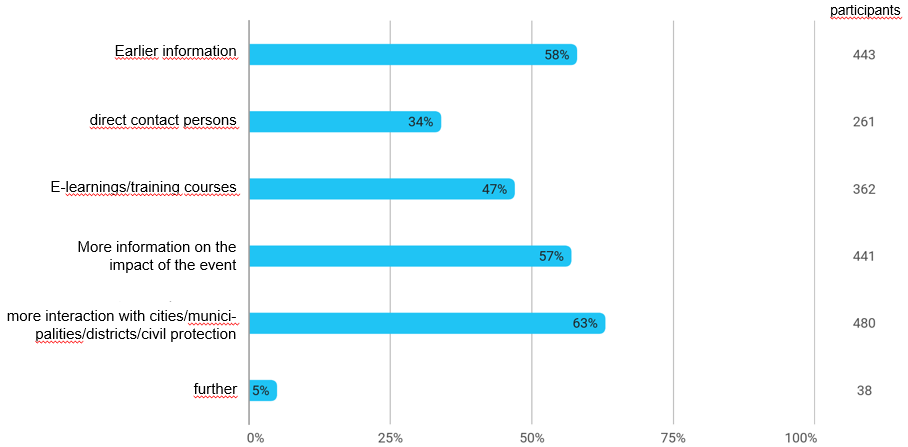 participants
Earlier information 58% 443
direct contact persons 34% 261
E-learnings/training courses 47% 362
More information on the
impact of the event 57% 441
more interaction with cities/munici-
palities/districts/civil protection 63% 480
further 5% 38
0% 25% 50% 75% 100%